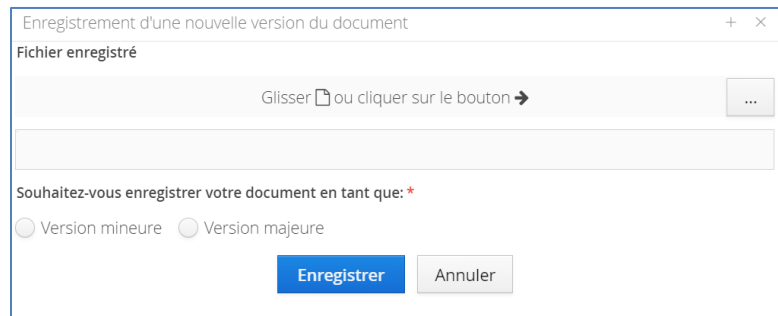 Enregistrement d'une nouvelle version du document
Fichier enregistré
Glisser ou cliquer sur le bouton
...
Souhaitez-vous enregistrer votre document en tant que: *
Version mineure Version majeure
Enregistrer Annuler